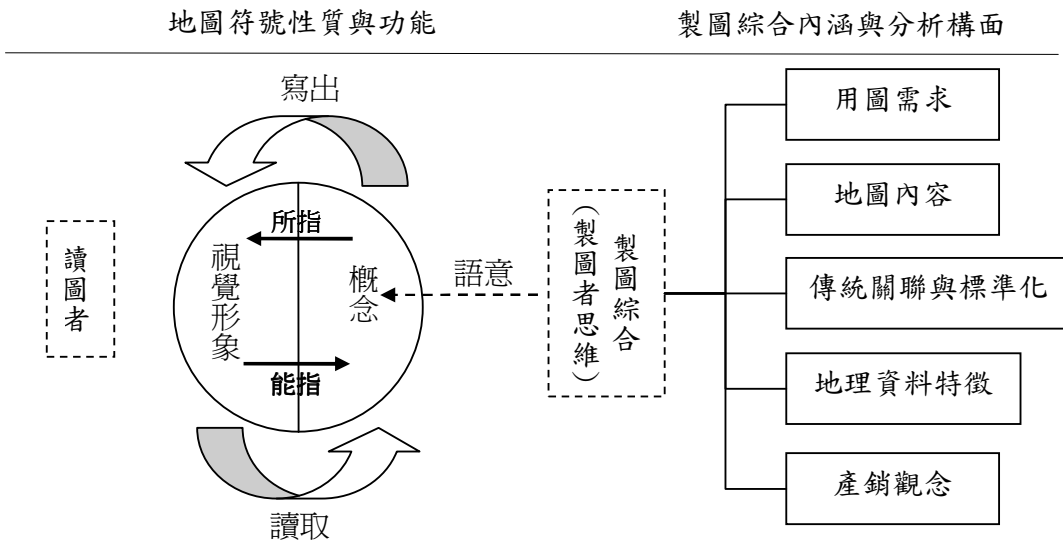 地圖符號性質與功能
製圖綜合內涵與分析構面
寫出
所指
視覺形象
概念
能指
讀取
讀圖者
語意
製圖綜合
(製圖者思維)
用圖需求
地圖內容
傳統關聯與標準化
地理資料特徵
產銷觀念